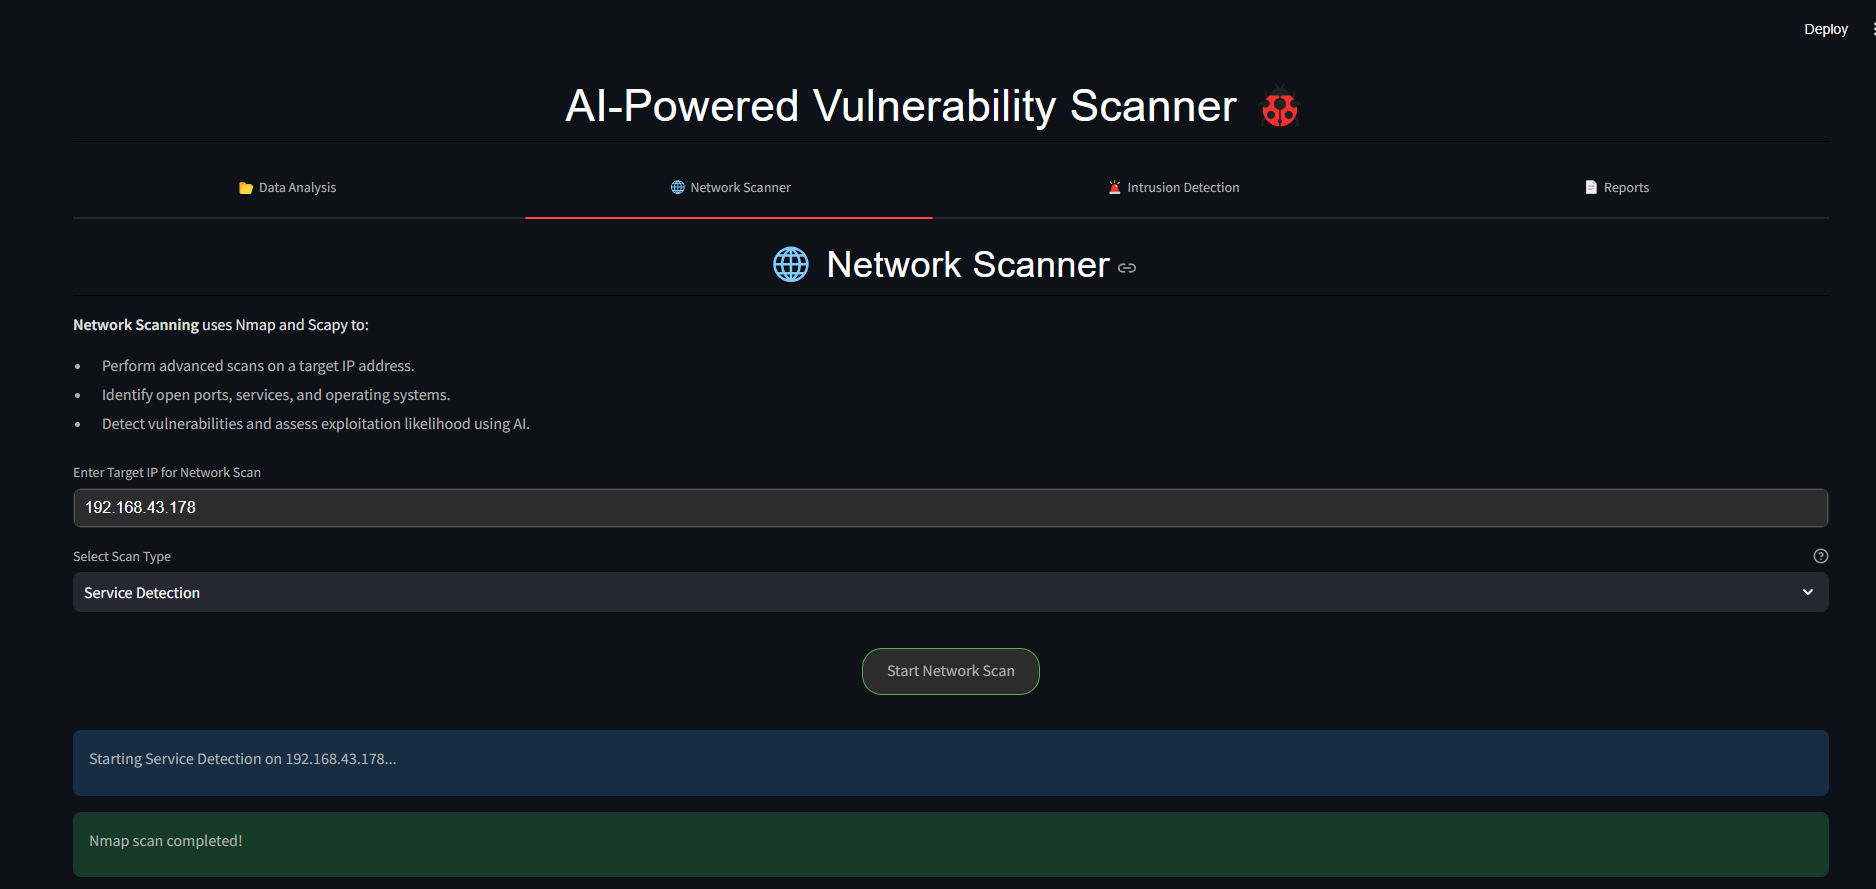 Deploy
AI-Powered Vulnerability Scanner
Data Analysis
Network Scanner
Intrusion Detection
Reports
Network Scanner
Network Scanning uses Nmap and Scapy to:
• Perform advanced scans on a target IP address.
• Identify open ports, services, and operating systems.
• Detect vulnerabilities and assess exploitation likelihood using AI.
Enter Target IP for Network Scan
192.168.43.178
Select Scan Type
Service Detection
Start Network Scan
Starting Service Detection on 192.168.43.178...
Nmap scan completed!